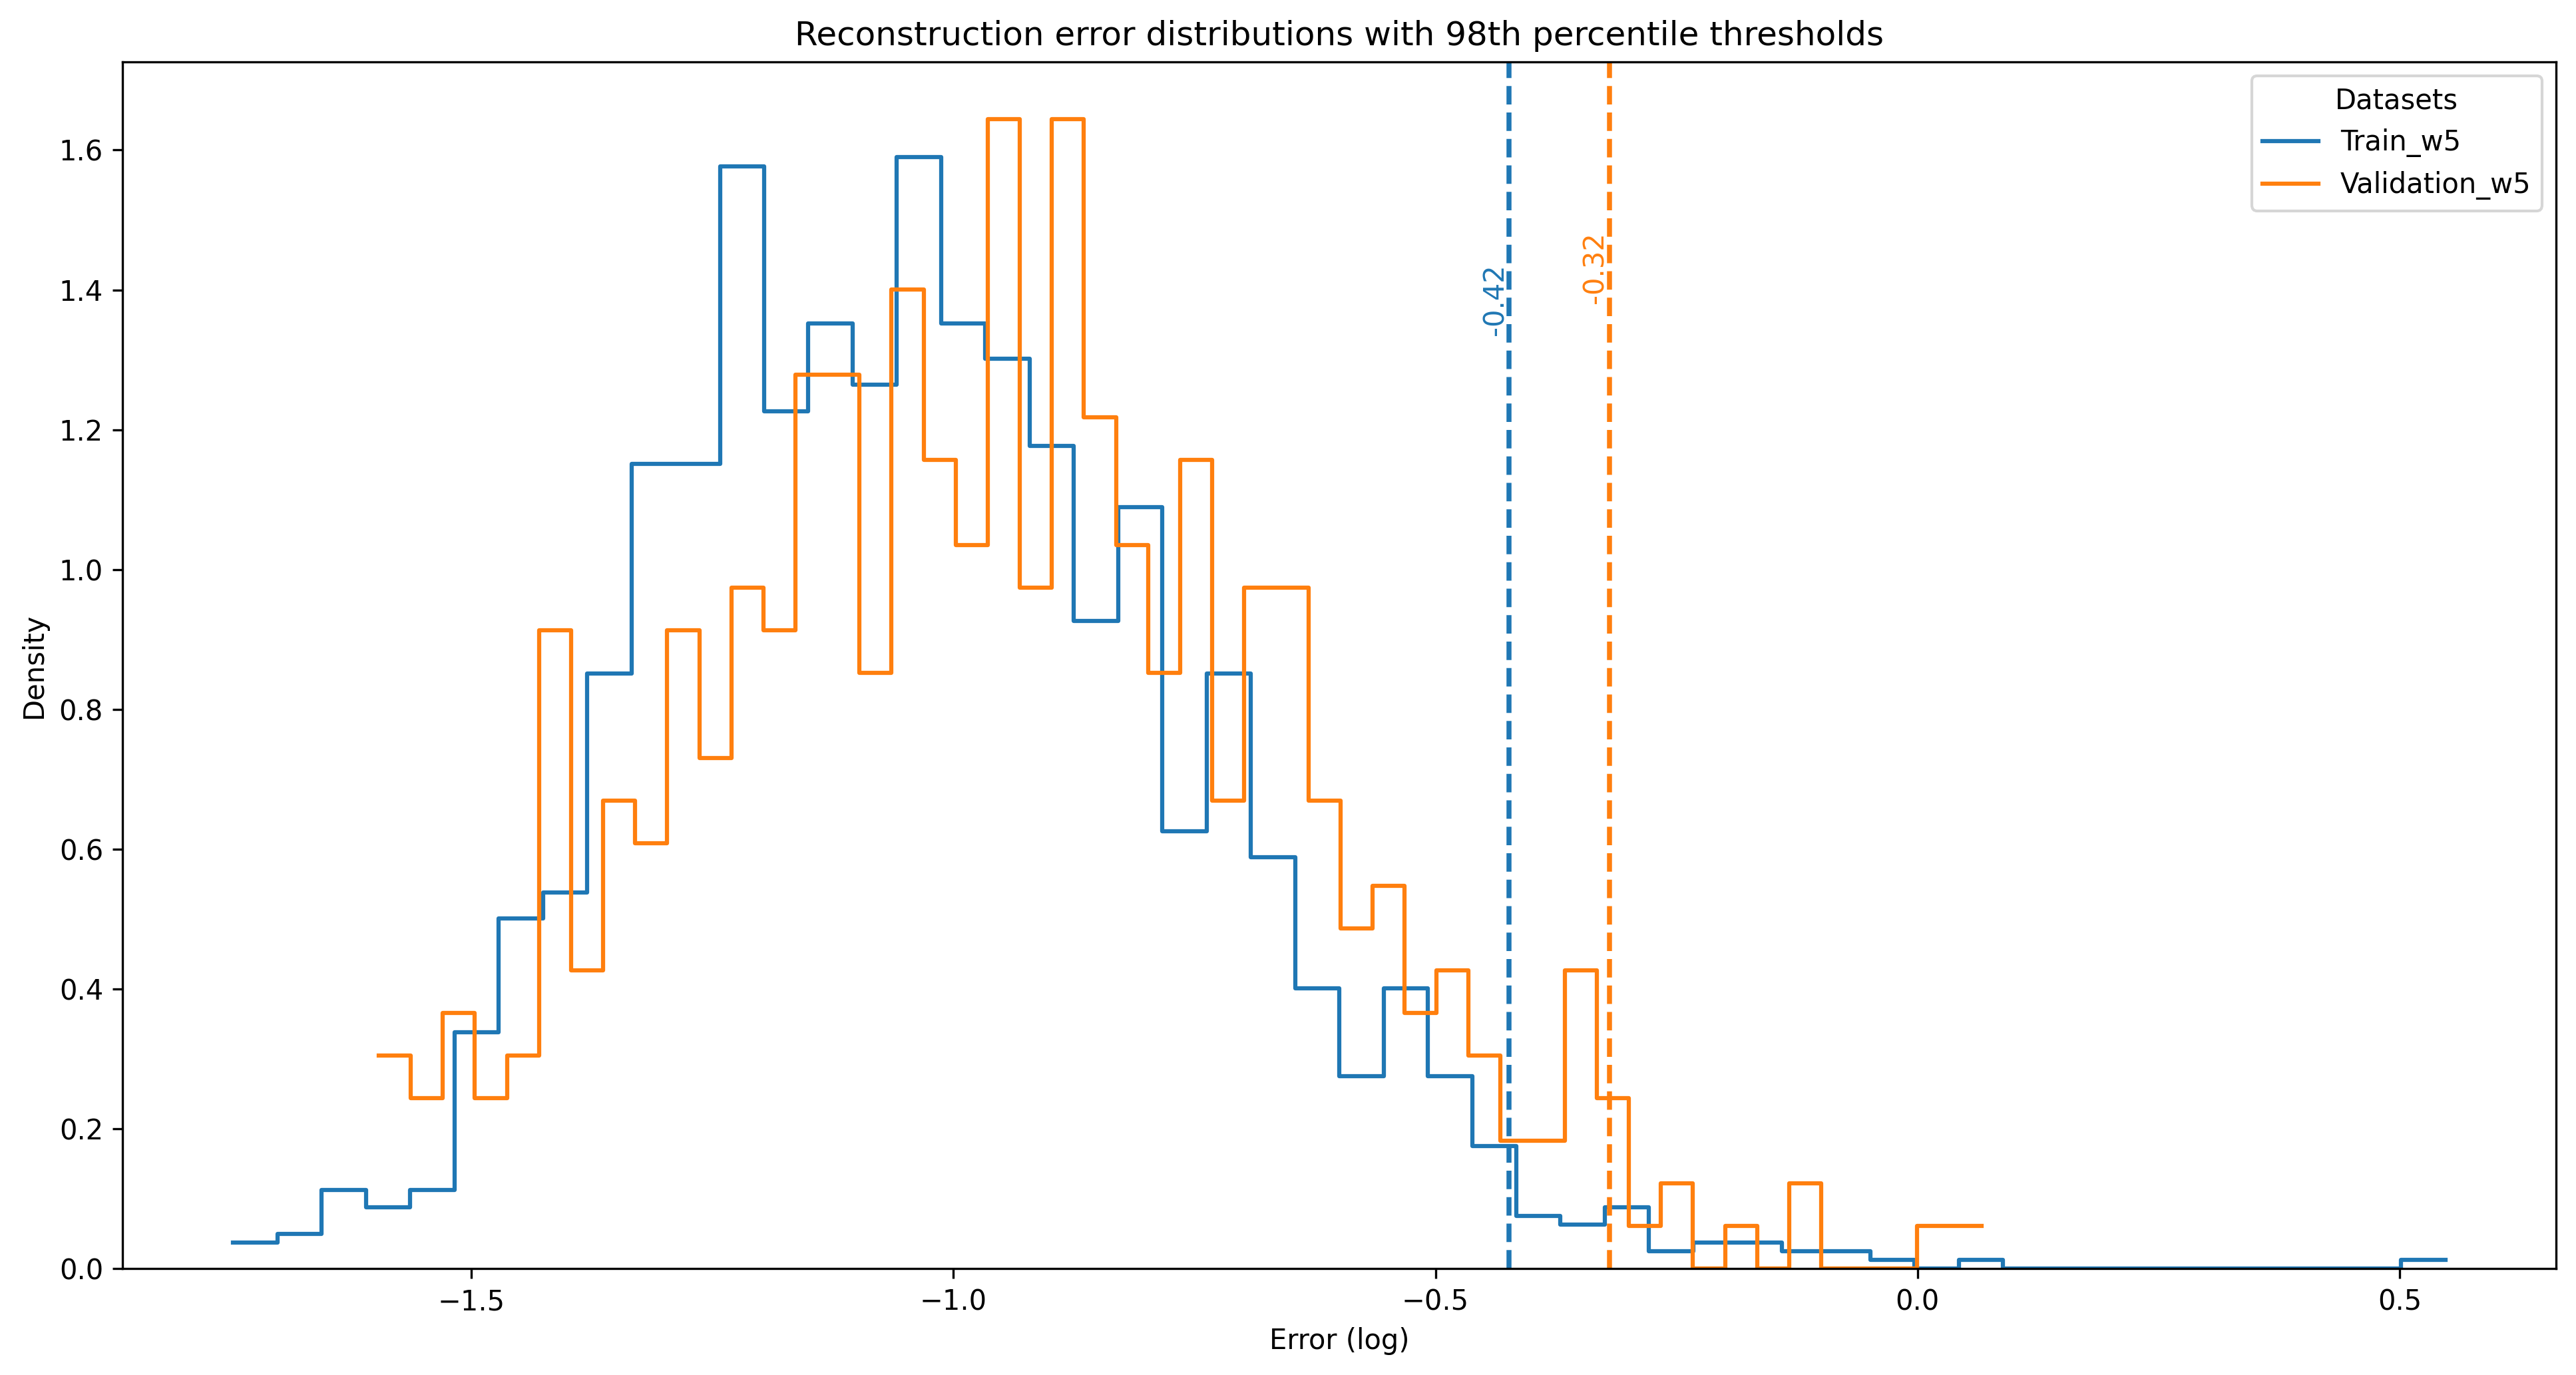 Reconstruction error distributions with 98th percentile thresholds
Datasets
Train_w5
Validation_w5
-0.42
-0.32
1.6
1.4
1.2
1.0
0.8
0.6
0.4
0.2
0.0
Density
−1.5
−1.0
−0.5
0.0
0.5
Error (log)